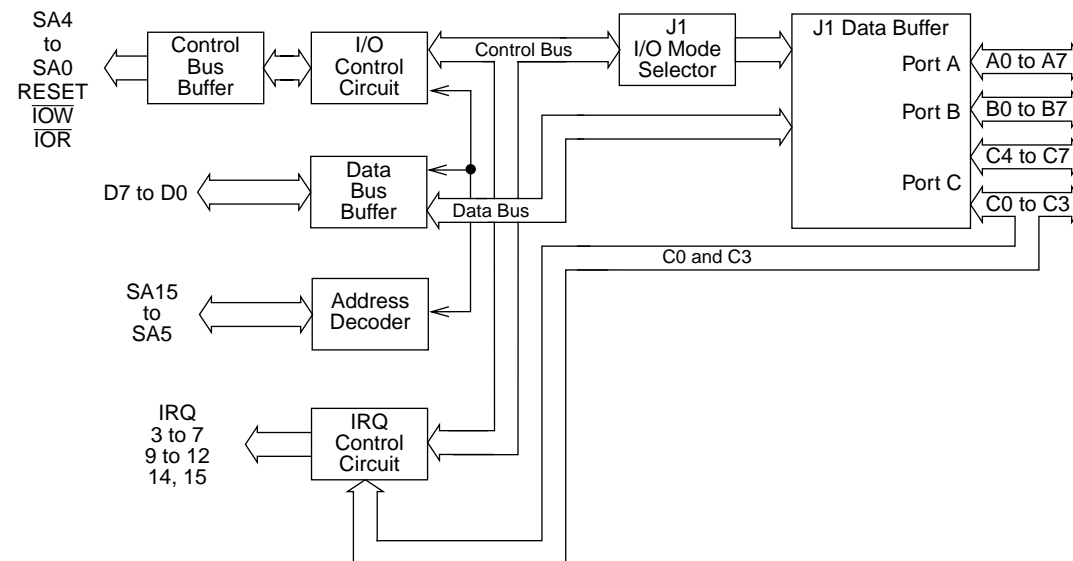 SA4
to
SA0
RESET
IOW
IOR
Control
Bus
Buffer
I/O
Control
Circuit
Control Bus
J1
I/O Mode
Selector
J1 Data Buffer
Port A
Port B
Port C
A0 to A7
B0 to B7
C4 to C7
C0 to C3
D7 to D0
Data
Bus
Buffer
Data Bus
C0 and C3
SA15
to
SA5
Address
Decoder
IRQ
3 to 7
9 to 12
14, 15
IRQ
Control
Circuit